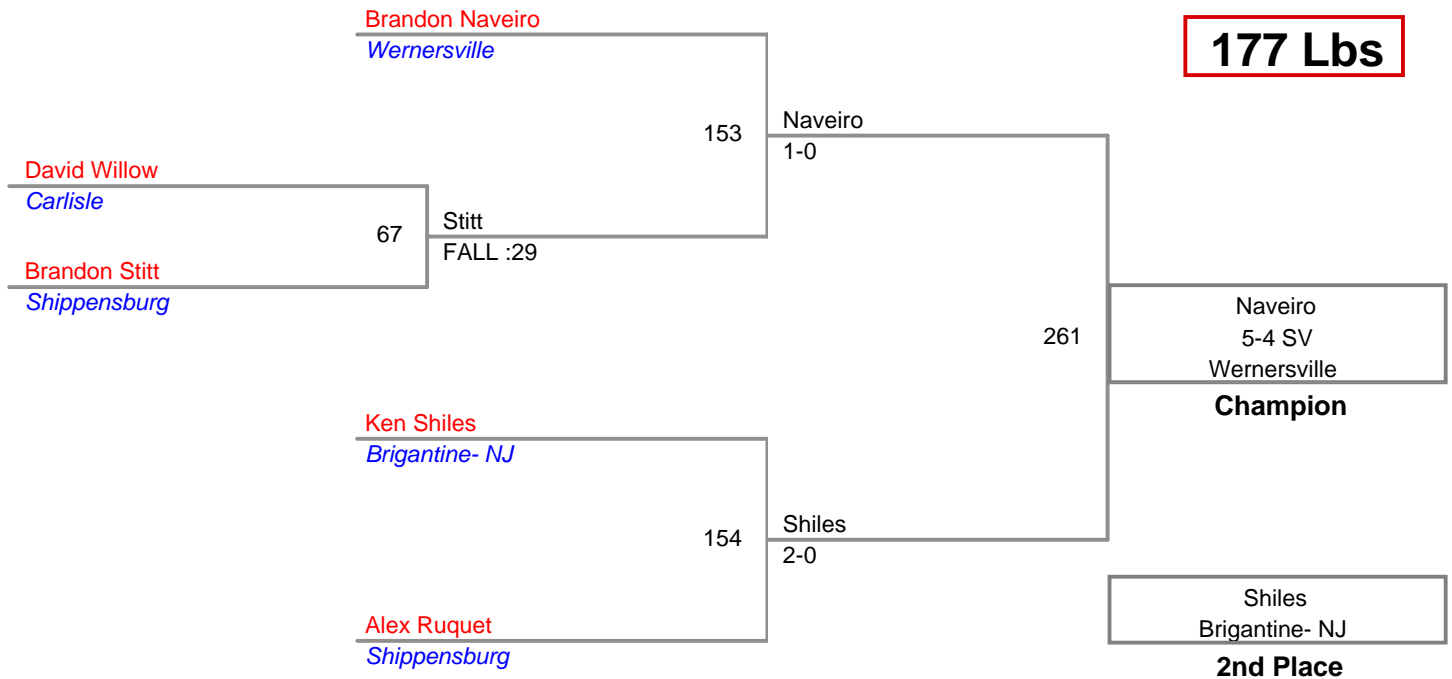 Brandon Naveiro
Wernersville
177 Lbs
153
Naveiro
1-0
David Willow
Carlisle
67
Stitt
FALL :29
Brandon Stitt
Shippensburg
261
Naveiro
5-4 SV
Wernersville
Champion
Ken Shiles
Brigantine- NJ
154
Shiles
2-0
Alex Ruquet
Shippensburg
Shiles
Brigantine- NJ
2nd Place